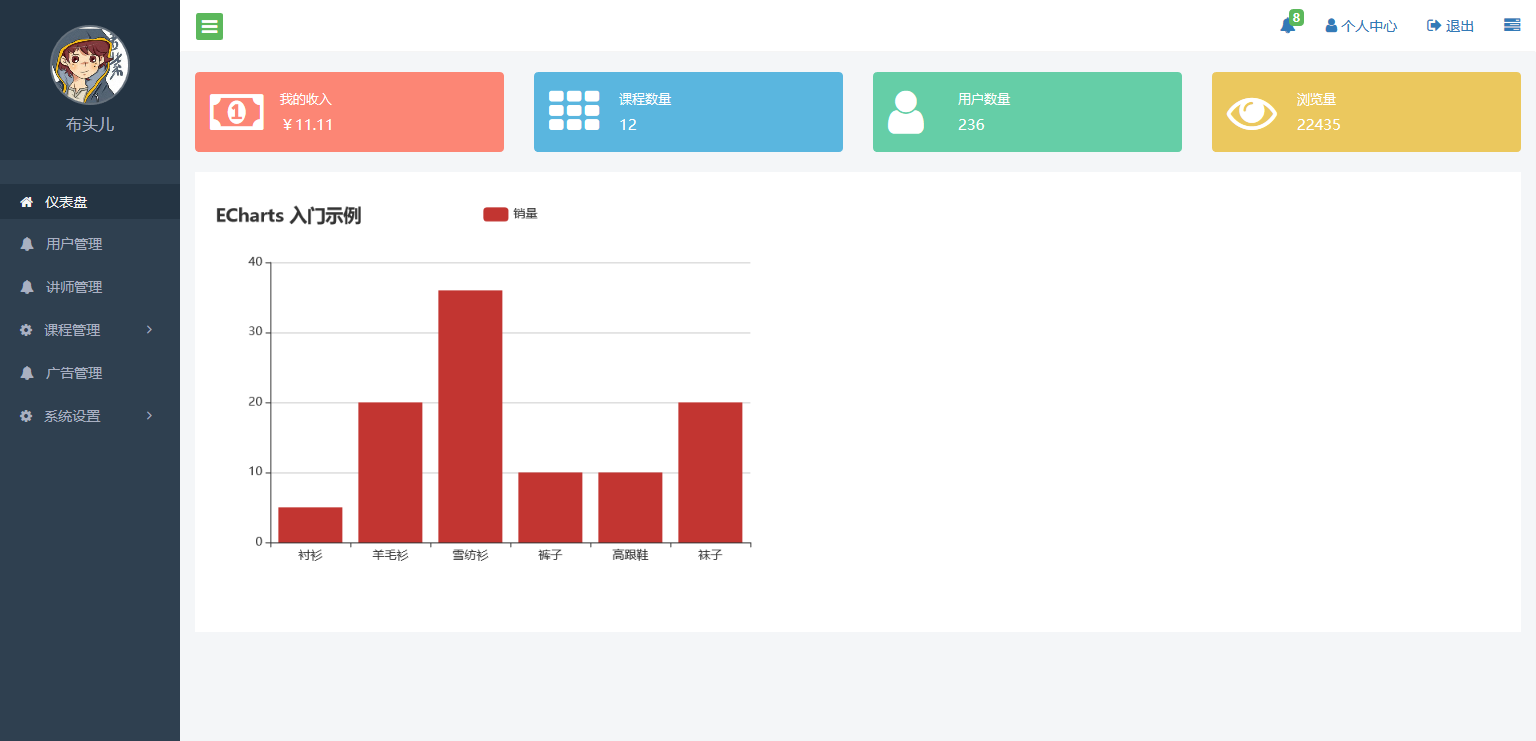 布头儿
仪表盘
用户管理
讲师管理
课程管理
广告管理
系统设置
8
个人中心
退出
我的收入
￥11.11
课程数量
12
用户数量
236
浏览量
22435
ECharts 入门示例
销量
40
30
20
10
0
衬衫
羊毛衫
雪纺衫
裤子
高跟鞋
袜子